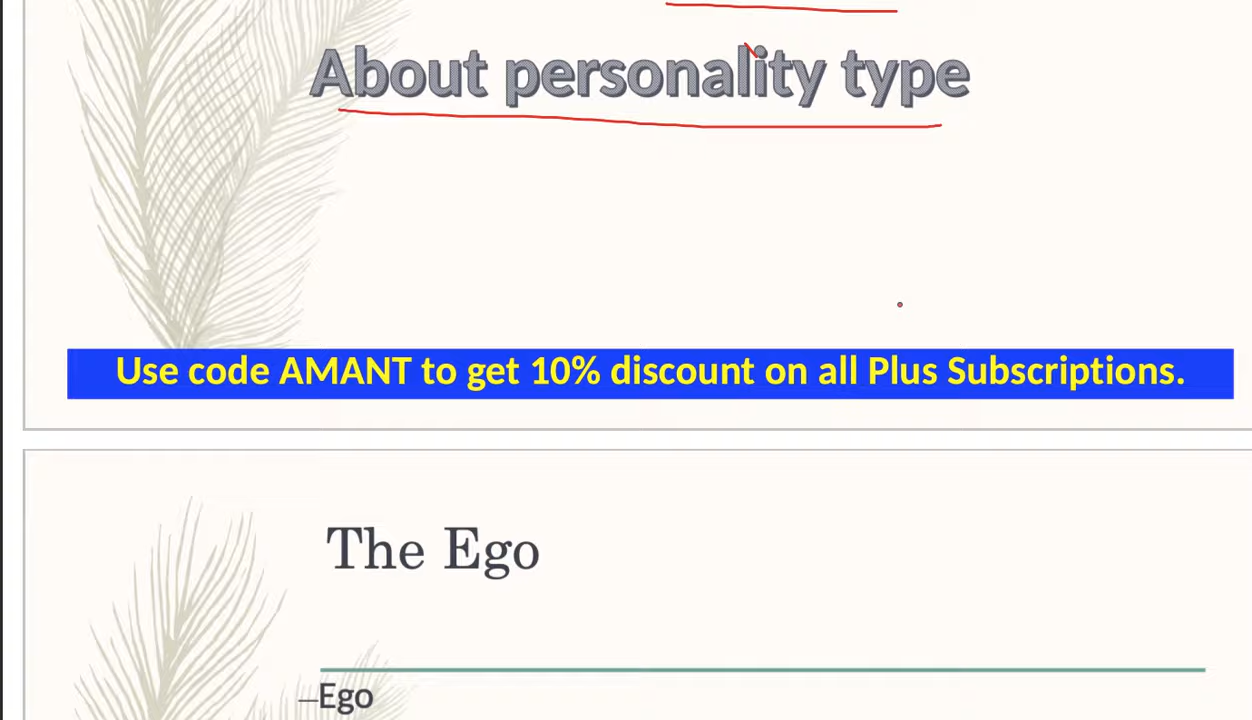 About personality type
Use code AMANT to get 10% discount on all Plus Subscriptions.
The Ego
—Ego